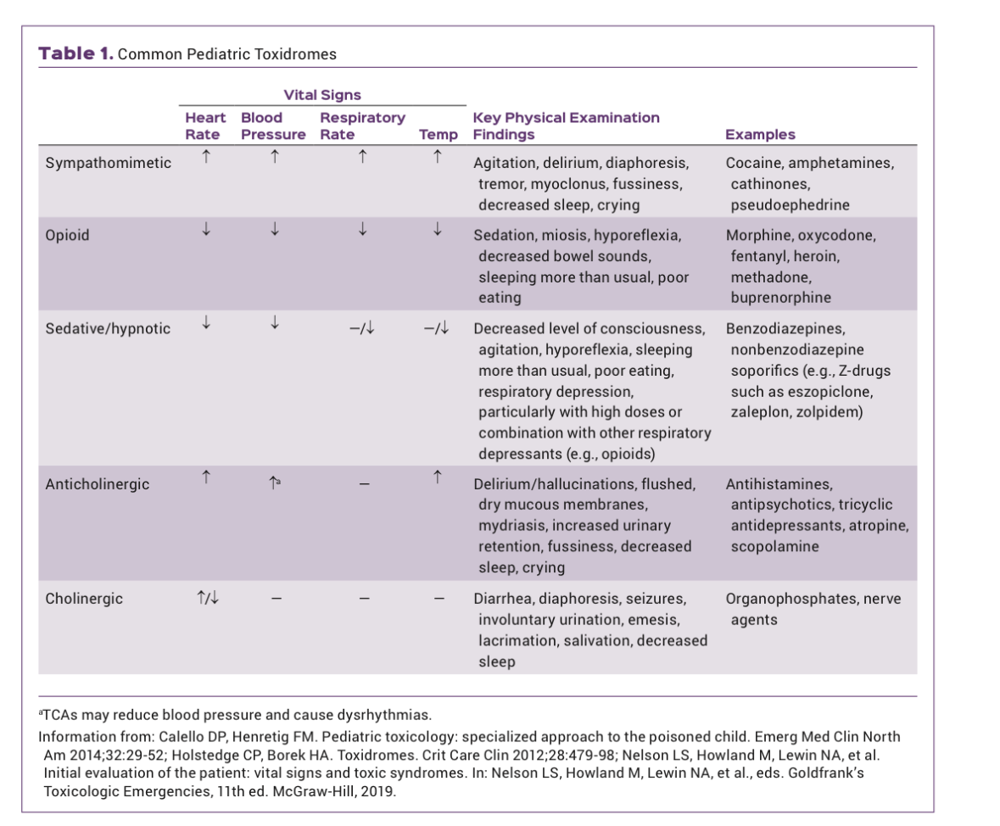 Table 1. Common Pediatric Toxidromes
Vital Signs
Heart Rate
Blood Pressure
Respiratory Rate
Temp
Key Physical Examination Findings
Examples
Sympathomimetic
↑ ↑ ↑ ↑
Agitation, delirium, diaphoresis,
tremor, myoclonus, fussiness,
decreased sleep, crying
Cocaine, amphetamines,
cathinones,
pseudoephedrine
Opioid
↓ ↓ ↓ ↓
Sedation, miosis, hyporeflexia,
decreased bowel sounds,
sleeping more than usual, poor
eating
Morphine, oxycodone,
fentanyl, heroin,
methadone,
buprenorphine
Sedative/hypnotic
↓ ↓ –/↓ –/↓
Decreased level of consciousness,
agitation, hyporeflexia, sleeping
more than usual, poor eating,
respiratory depression,
particularly with high doses or
combination with other respiratory
depressants (e.g., opioids)
Benzodiazepines,
nonbenzodiazepine
soporifics (e.g., Z-drugs
such as eszopiclone,
zaleplon, zolpidem)
Anticholinergic
↑ ↑ᵃ – ↑
Delirium/hallucinations, flushed,
dry mucous membranes,
mydriasis, increased urinary
retention, fussiness, decreased
sleep, crying
Antihistamines,
antipsychotics, tricyclic
antidepressants, atropine,
scopolamine
Cholinergic
↑/↓ – – –
Diarrhea, diaphoresis, seizures,
involuntary urination, emesis,
lacrimation, salivation, decreased
sleep
Organophosphates, nerve
agents
ᵃTCAs may reduce blood pressure and cause dysrhythmias.
Information from: Calello DP, Henretig FM. Pediatric toxicology: specialized approach to the poisoned child. Emerg Med Clin North
Am 2014;32:29-52; Holstedge CP, Borek HA. Toxidromes. Crit Care Clin 2012;28:479-98; Nelson LS, Howland M, Lewin NA, et al.
Initial evaluation of the patient: vital signs and toxic syndromes. In: Nelson LS, Howland M, Lewin NA, et al., eds. Goldfrank's
Toxicologic Emergencies, 11th ed. McGraw-Hill, 2019.